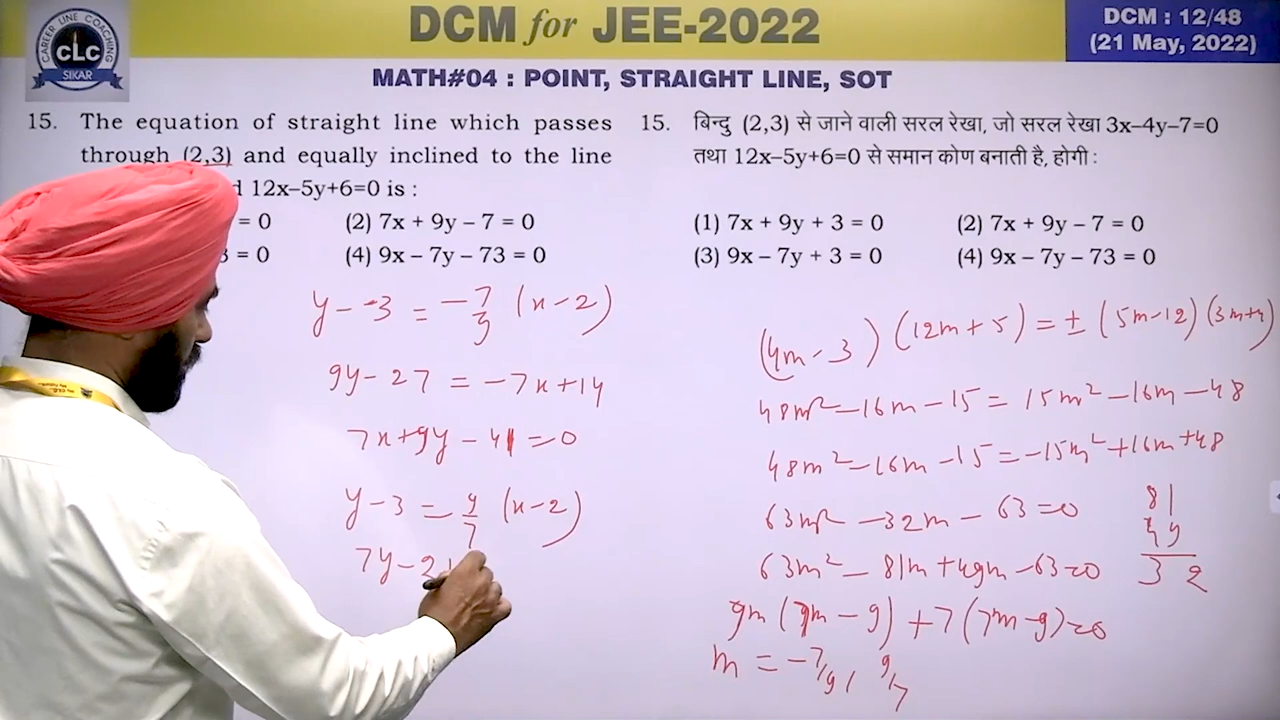 CAREER LINE COACHING
CLC
SIKAR
DCM for JEE-2022
DCM : 12/48
(21 May, 2022)
MATH#04 : POINT, STRAIGHT LINE, SOT
15. The equation of straight line which passes
through (2,3) and equally inclined to the line
12x–5y+6=0 is :
= 0 (2) 7x + 9y – 7 = 0
= 0 (4) 9x – 7y – 73 = 0
15. बिन्दु (2,3) से जाने वाली सरल रेखा, जो सरल रेखा 3x–4y–7=0
तथा 12x–5y+6=0 से समान कोण बनाती है, होगी :
(1) 7x + 9y + 3 = 0 (2) 7x + 9y – 7 = 0
(3) 9x – 7y + 3 = 0 (4) 9x – 7y – 73 = 0
y - 3 = -7/9 (x - 2)
9y - 27 = -7x + 14
7x + 9y - 41 = 0
y - 3 = 9/7 (x - 2)
7y - 21
(4m - 3) (12m + 5) = ± (5m - 12) (3m + 4)
48m² - 16m - 15 = 15m² - 16m - 48
48m² - 16m - 15 = -15m² + 16m + 48
63m² - 32m - 63 = 0
63m² - 81m + 49m - 63 = 0
9m (7m - 9) + 7 (7m - 9) = 0
m = -7/9, 9/7
81
49
32